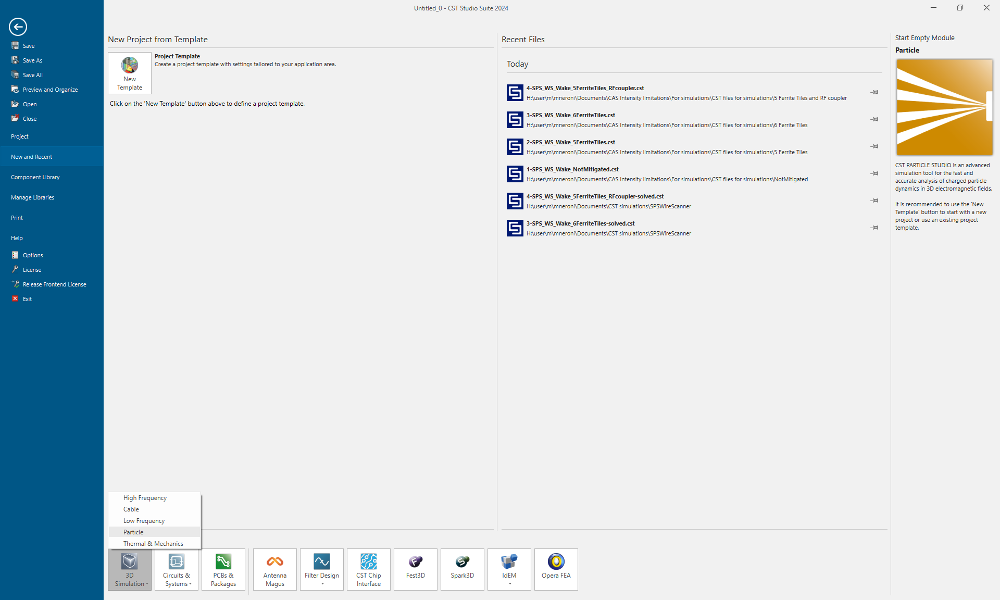 Untitled_0 - CST Studio Suite 2024
Save
Save As
Save All
Preview and Organize
Open
Close
Project
New and Recent
Component Library
Manage Libraries
Print
Help
Options
License
Release Frontend License
Exit
New Project from Template
New
Template
Project Template
Create a project template with settings tailored to your application area.
Click on the 'New Template' button above to define a project template.
Recent Files
Today
4-SPS_WS_Wake_5FerriteTiles_RFcoupler.cst
H:\user\m\mneroni\Documents\CAS Intensity limitations\For simulations\CST files for simulations\5 Ferrite Tiles and RF coupler
3-SPS_WS_Wake_6FerriteTiles.cst
H:\user\m\mneroni\Documents\CAS Intensity limitations\For simulations\CST files for simulations\6 Ferrite Tiles
2-SPS_WS_Wake_5FerriteTiles.cst
H:\user\m\mneroni\Documents\CAS Intensity limitations\For simulations\CST files for simulations\5 Ferrite Tiles
1-SPS_WS_Wake_NotMitigated.cst
H:\user\m\mneroni\Documents\CAS Intensity limitations\For simulations\CST files for simulations\NotMitigated
4-SPS_WS_Wake_5FerriteTiles_RFcoupler-solved.cst
H:\user\m\mneroni\Documents\CST simulations\SPSWireScanner
3-SPS_WS_Wake_6FerriteTiles-solved.cst
H:\user\m\mneroni\Documents\CST simulations\SPSWireScanner
Start Empty Module
Particle
CST PARTICLE STUDIO is an advanced
simulation tool for the fast and
accurate analysis of charged particle
dynamics in 3D electromagnetic fields.
It is recommended to use the 'New
Template' button to start with a new
project or use an existing project
template.
High Frequency
Cable
Low Frequency
Particle
Thermal & Mechanics
3D
Simulation
Circuits &
Systems
PCBs &
Packages
Antenna
Magus
Filter Design
CST Chip
Interface
Fest3D
Spark3D
IdEM
Opera FEA